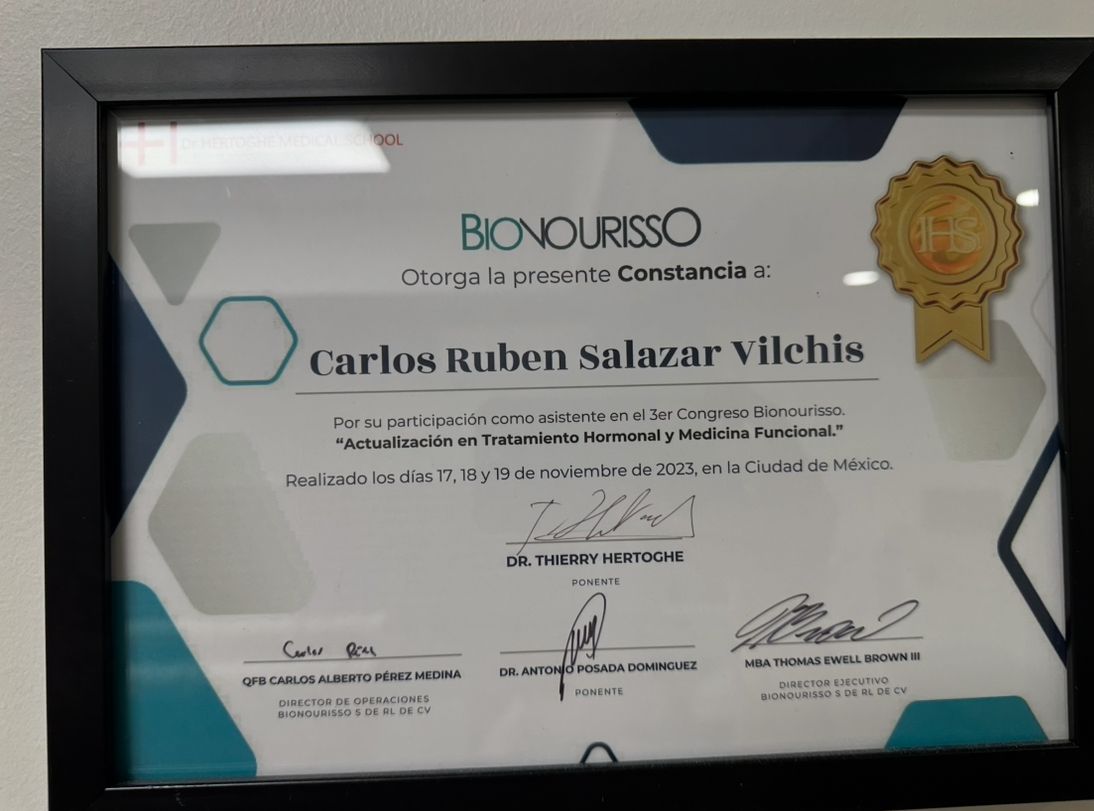 Dr HERTOGHE MEDICAL SCHOOL
BIONOURISSO
Otorga la presente Constancia a:
IHS
Carlos Ruben Salazar Vilchis
Por su participación como asistente en el 3er Congreso Bionourisso.
“Actualización en Tratamiento Hormonal y Medicina Funcional.”
Realizado los días 17, 18 y 19 de noviembre de 2023, en la Ciudad de México.
DR. THIERRY HERTOGHE
PONENTE
QFB CARLOS ALBERTO PÉREZ MEDINA
DIRECTOR DE OPERACIONES
BIONOURISSO S DE RL DE CV
DR. ANTONIO POSADA DOMINGUEZ
PONENTE
MBA THOMAS EWELL BROWN III
DIRECTOR EJECUTIVO
BIONOURISSO S DE RL DE CV